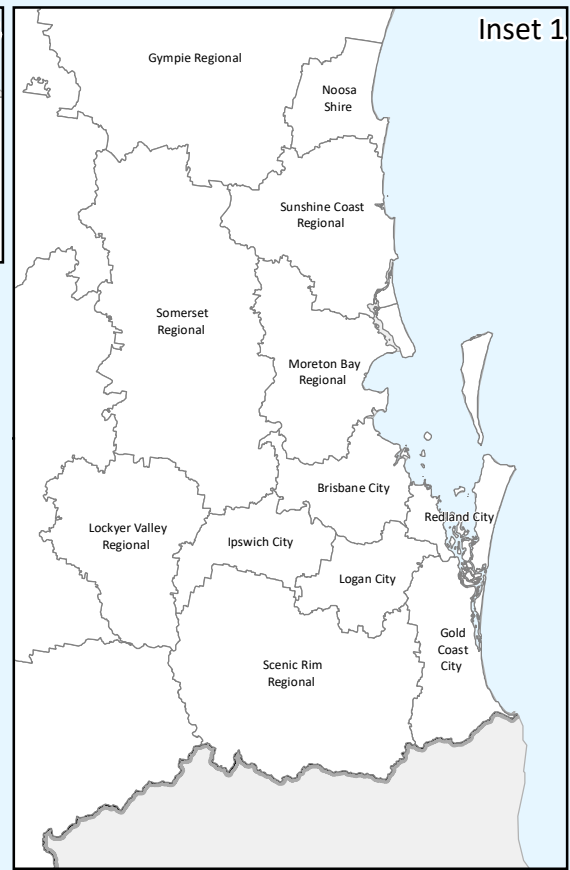 Inset 1
Gympie Regional
Noosa
Shire
Sunshine Coast
Regional
Somerset
Regional
Moreton Bay
Regional
Brisbane City
Redland City
Lockyer Valley
Regional
Ipswich City
Logan City
Gold
Coast
City
Scenic Rim
Regional